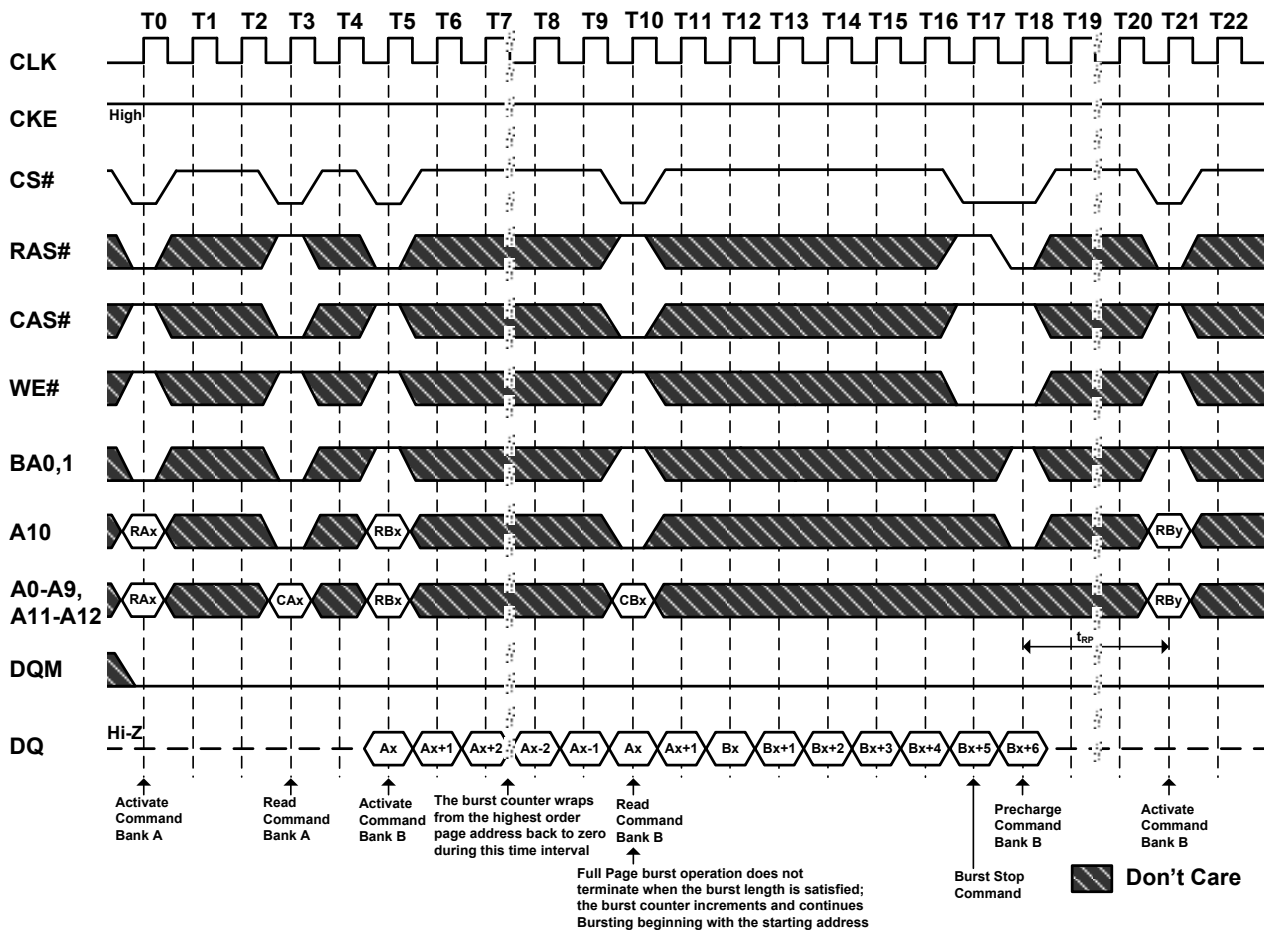 T0 T1 T2 T3 T4 T5 T6 T7 T8 T9 T10 T11 T12 T13 T14 T15 T16 T17 T18 T19 T20 T21 T22
CLK
CKE High
CS#
RAS#
CAS#
WE#
BA0,1
A10 RAx RBx RBy
A0-A9,
A11-A12 RAx CAx RBx CBx RBy
tRP
DQM
DQ Hi-Z Ax Ax+1 Ax+2 Ax-2 Ax-1 Ax Ax+1 Bx Bx+1 Bx+2 Bx+3 Bx+4 Bx+5 Bx+6
Activate
Command
Bank A
Read
Command
Bank A
Activate
Command
Bank B
The burst counter wraps
from the highest order
page address back to zero
during this time interval
Read
Command
Bank B
Full Page burst operation does not
terminate when the burst length is satisfied;
the burst counter increments and continues
Bursting beginning with the starting address
Burst Stop
Command
Precharge
Command
Bank B
Activate
Command
Bank B
Don't Care